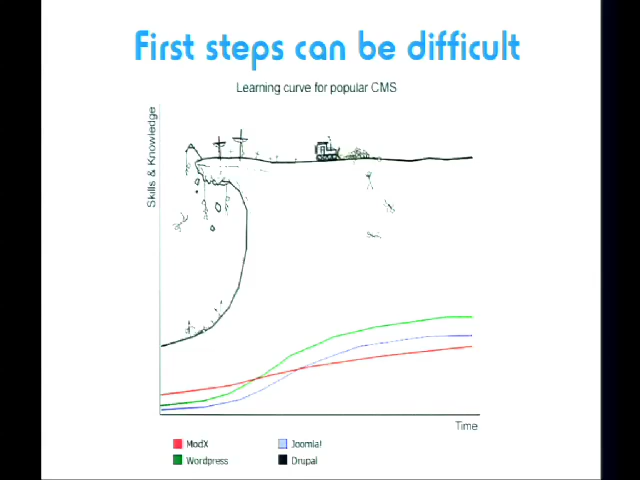 First steps can be difficult
Learning curve for popular CMS
Skills & Knowledge
Time
ModX
Joomla!
Wordpress
Drupal